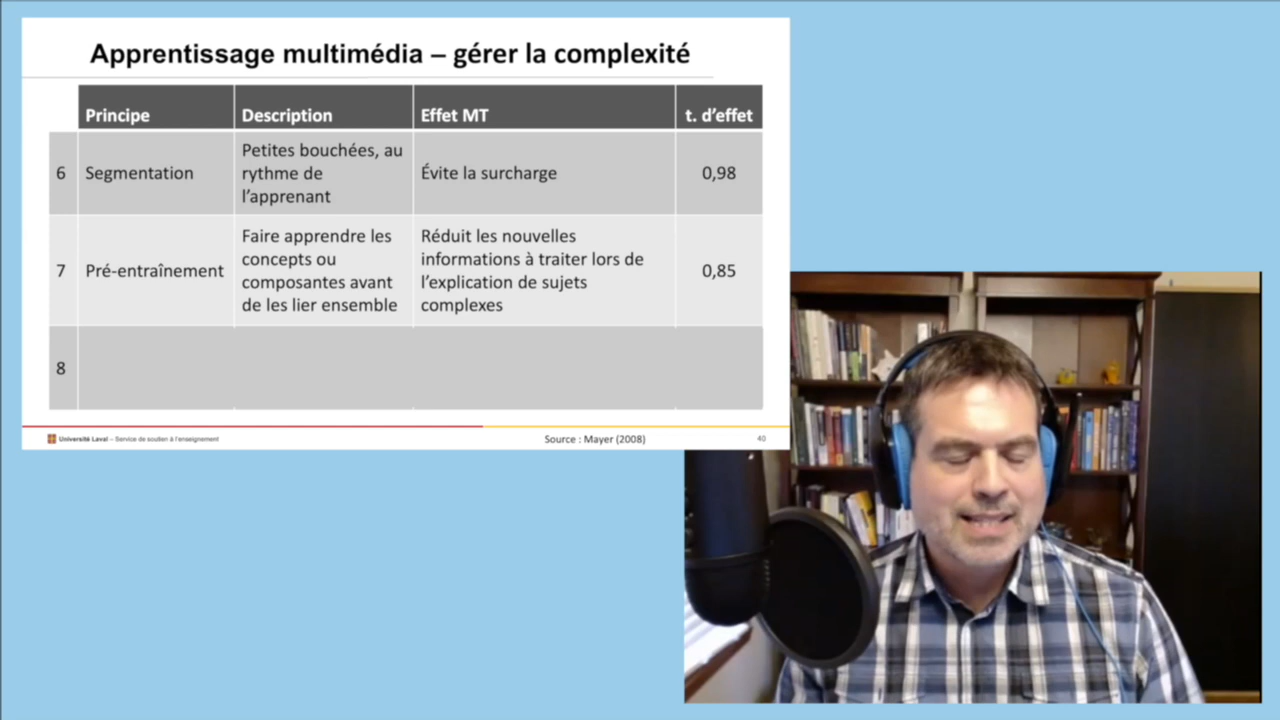 Apprentissage multimédia – gérer la complexité
Principe
Description
Effet MT
t. d'effet
6
Segmentation
Petites bouchées, au
rythme de
l'apprenant
Évite la surcharge
0,98
7
Pré-entraînement
Faire apprendre les
concepts ou
composantes avant
de les lier ensemble
Réduit les nouvelles
informations à traiter lors de
l'explication de sujets
complexes
0,85
8
Université Laval – Service de soutien à l'enseignement
Source : Mayer (2008)
40